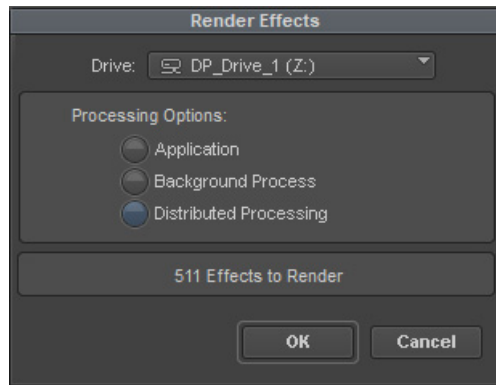 Render Effects
Drive: DP_Drive_1 (Z:)
Processing Options:
Application
Background Process
Distributed Processing
511 Effects to Render
OK Cancel